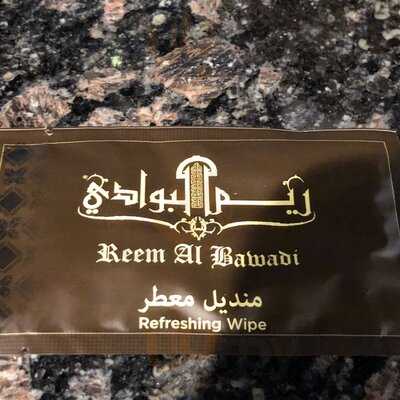 ريم البوادي
Reem Al Bawadi
منديل معطر
Refreshing Wipe